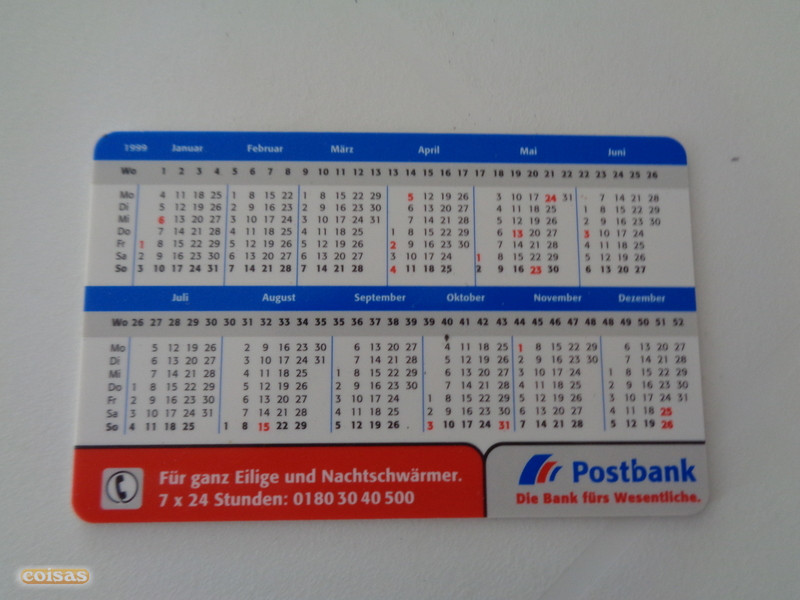 1999 Januar Februar März April Mai Juni
Wo 1 2 3 4 5 6 7 8 9 10 11 12 13 13 14 15 16 17 17 18 19 20 21 22 22 23 24 25 26
Mo 4 11 18 25 1 8 15 22 1 8 15 22 29 5 12 19 26 3 10 17 24 31 7 14 21 28
Di 5 12 19 26 2 9 16 23 2 9 16 23 30 6 13 20 27 4 11 18 25 1 8 15 22 29
Mi 6 13 20 27 3 10 17 24 3 10 17 24 31 7 14 21 28 5 12 19 26 2 9 16 23 30
Do 7 14 21 28 4 11 18 25 4 11 18 25 1 8 15 22 29 6 13 20 27 3 10 17 24
Fr 1 8 15 22 29 5 12 19 26 5 12 19 26 2 9 16 23 30 7 14 21 28 4 11 18 25
Sa 2 9 16 23 30 6 13 20 27 6 13 20 27 3 10 17 24 1 8 15 22 29 5 12 19 26
So 3 10 17 24 31 7 14 21 28 7 14 21 28 4 11 18 25 2 9 16 23 30 6 13 20 27
Juli August September Oktober November Dezember
Wo 26 27 28 29 30 30 31 32 33 34 35 35 36 37 38 39 39 40 41 42 43 44 45 46 47 48 48 49 50 51 52
Mo 5 12 19 26 2 9 16 23 30 6 13 20 27 4 11 18 25 1 8 15 22 29 6 13 20 27
Di 6 13 20 27 3 10 17 24 31 7 14 21 28 5 12 19 26 2 9 16 23 30 7 14 21 28
Mi 7 14 21 28 4 11 18 25 1 8 15 22 29 6 13 20 27 3 10 17 24 1 8 15 22 29
Do 1 8 15 22 29 5 12 19 26 2 9 16 23 30 7 14 21 28 4 11 18 25 2 9 16 23 30
Fr 2 9 16 23 30 6 13 20 27 3 10 17 24 1 8 15 22 29 5 12 19 26 3 10 17 24 31
Sa 3 10 17 24 31 7 14 21 28 4 11 18 25 2 9 16 23 30 6 13 20 27 4 11 18 25
So 4 11 18 25 1 8 15 22 29 5 12 19 26 3 10 17 24 31 7 14 21 28 5 12 19 26
Für ganz Eilige und Nachtschwärmer.
7 x 24 Stunden: 0180 30 40 500
Postbank
Die Bank fürs Wesentliche.
coisas